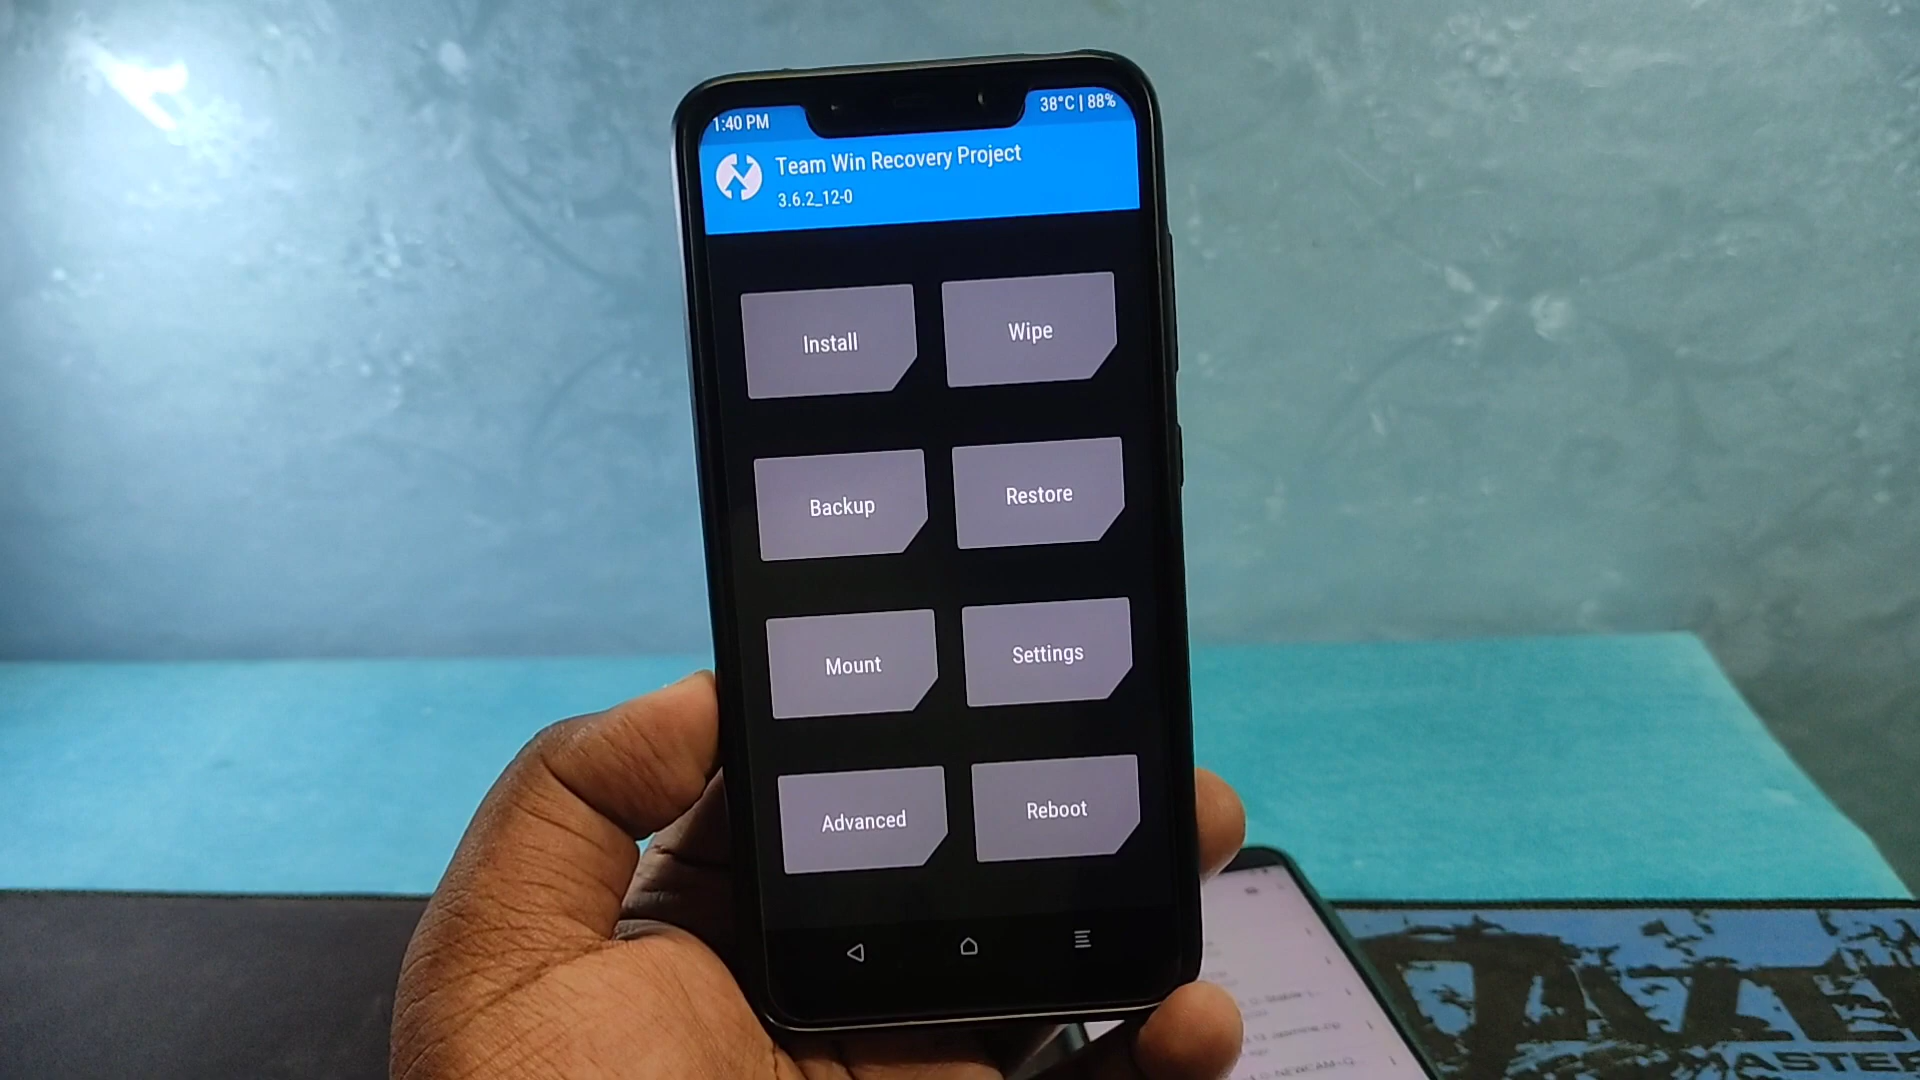 1:40 PM
38°C | 88%
Team Win Recovery Project
3.6.2_12-0
Install
Wipe
Backup
Restore
Mount
Settings
Advanced
Reboot
MASTER